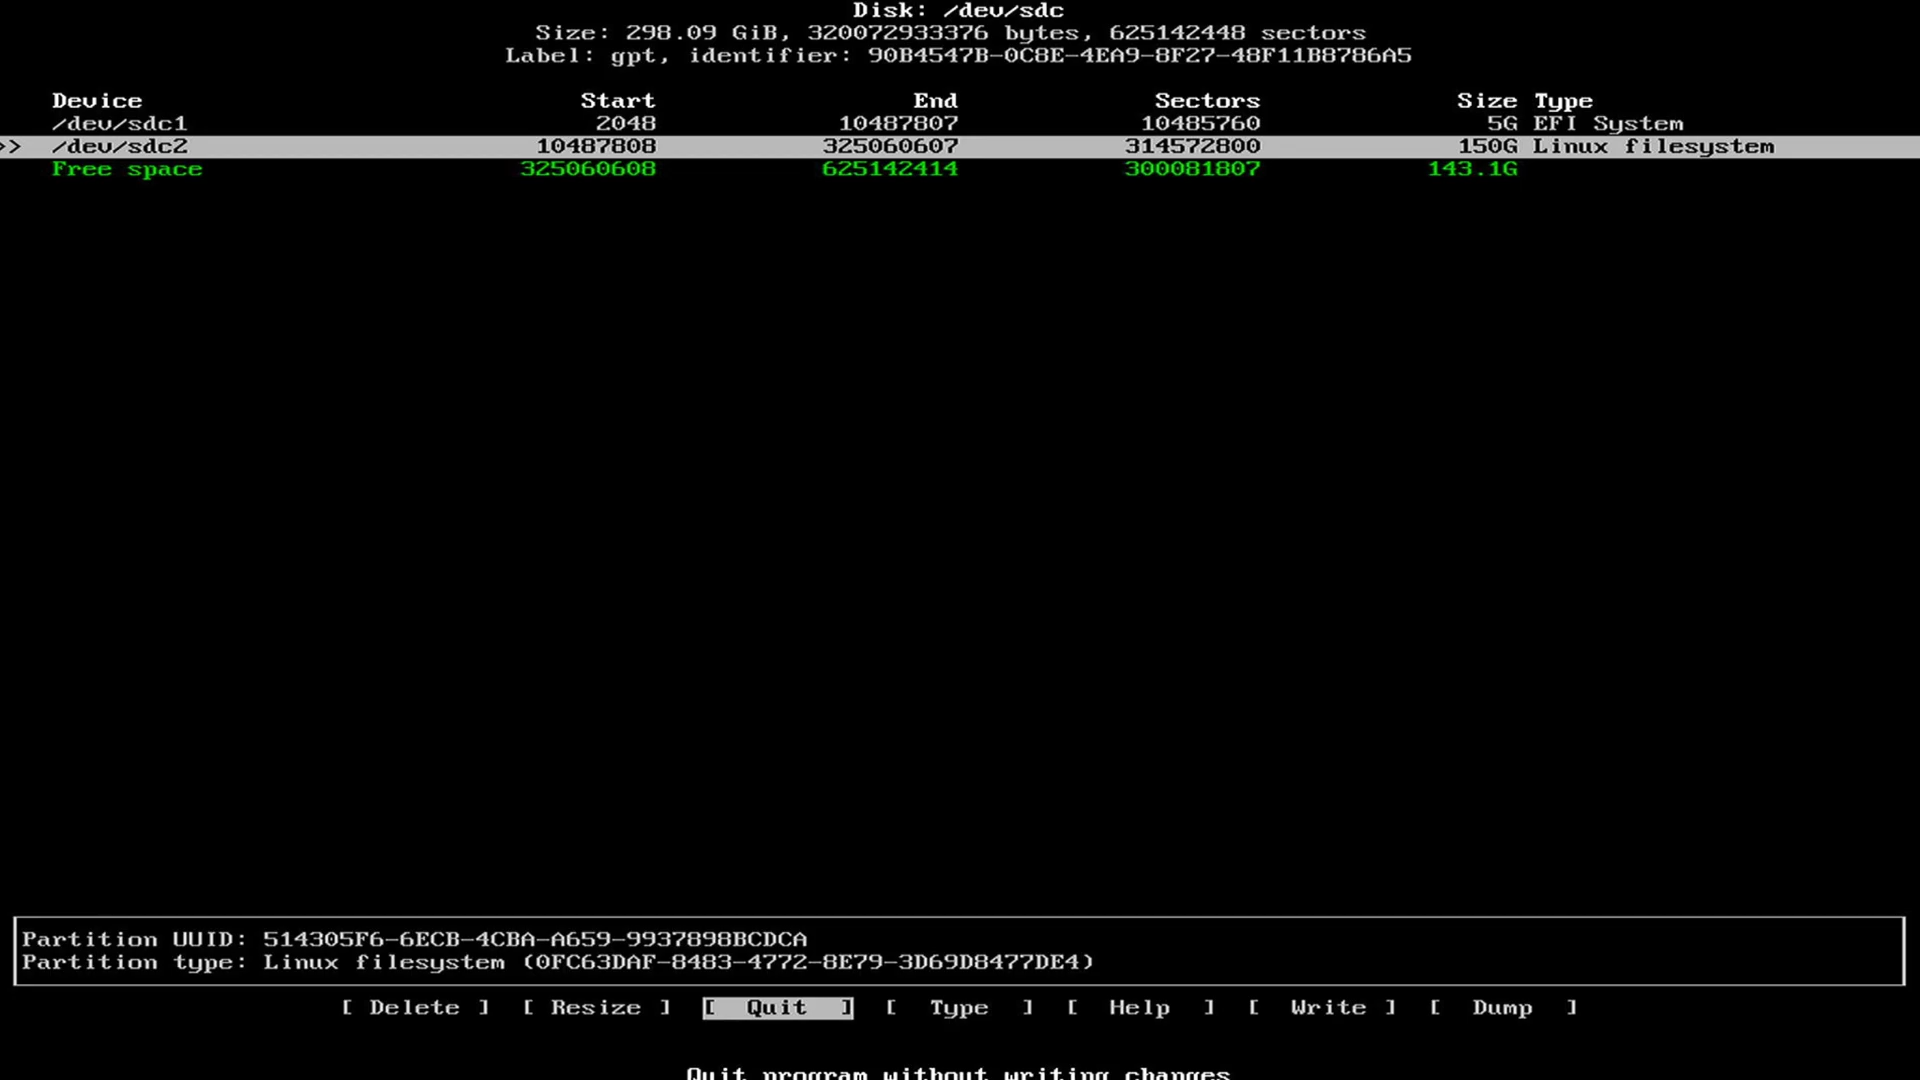 Disk: /dev/sdc
Size: 298.09 GiB, 320072933376 bytes, 625142448 sectors
Label: gpt, identifier: 90B4547B-0C8E-4EA9-8F27-48F11B8786A5
Device Start End Sectors Size Type
/dev/sdc1 2048 10487807 10485760 5G EFI System
>> /dev/sdc2 10487808 325060607 314572800 150G Linux filesystem
Free space 325060608 625142414 300081807 143.1G
Partition UUID: 514305F6-6ECB-4CBA-A659-9937898BCDCA
Partition type: Linux filesystem (0FC63DAF-8483-4772-8E79-3D69D8477DE4)
[ Delete ] [ Resize ] [ Quit ] [ Type ] [ Help ] [ Write ] [ Dump ]
Quit program without writing changes